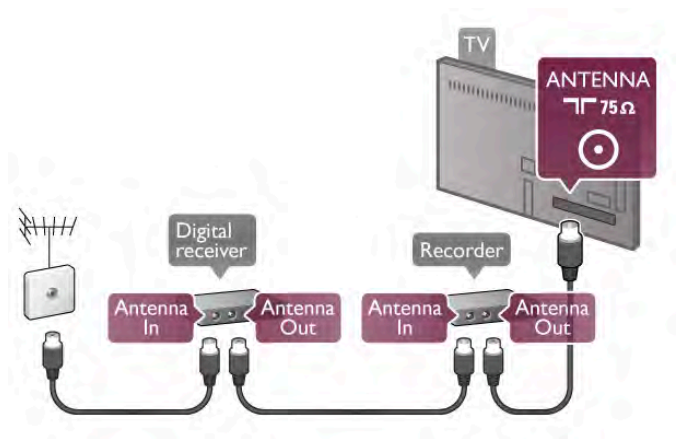 TV
ANTENNA
75 Ω
Digital
receiver
Recorder
Antenna
In
Antenna
Out
Antenna
In
Antenna
Out